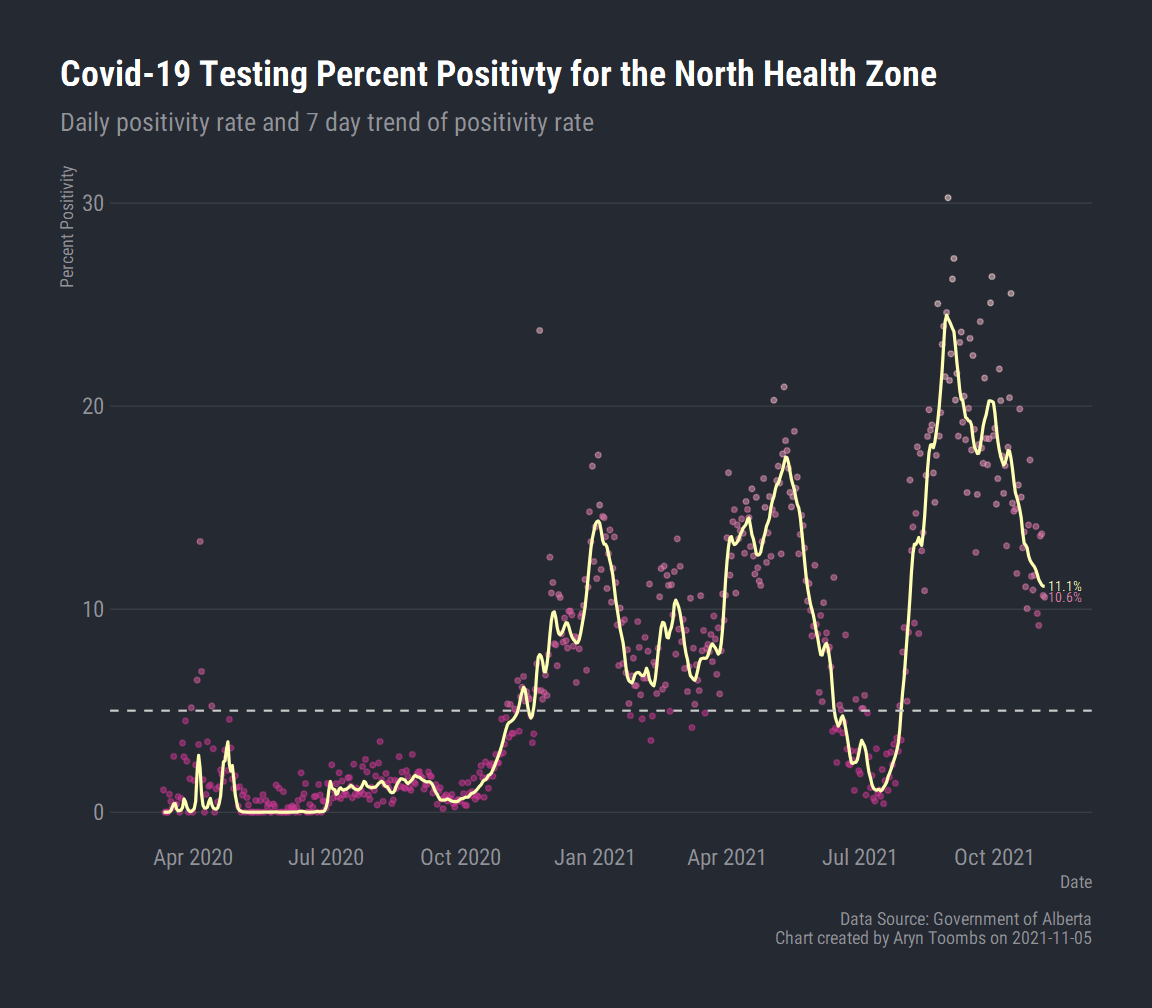 Covid-19 Testing Percent Positivty for the North Health Zone
Daily positivity rate and 7 day trend of positivity rate
Percent Positivity
30
20
10
0
11.1%
10.6%
Apr 2020 Jul 2020 Oct 2020 Jan 2021 Apr 2021 Jul 2021 Oct 2021
Date
Data Source: Government of Alberta
Chart created by Aryn Toombs on 2021-11-05